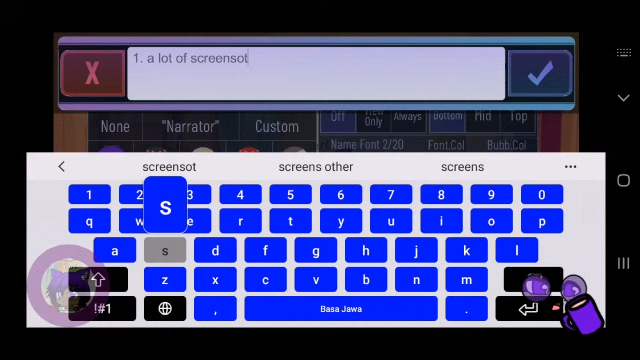 X
1. a lot of screensot
None
"Narrator"
Custom
Off
View Only
Always
Bottom
Mid
Top
Name Font 2/20
Font.Col
Bubb.Col
screensot
screens other
screens
•••
1 2 3 4 5 6 7 8 9 0
s
q w e r t y u i o p
a s d f g h j k l
z x c v b n m
!#1
,
Basa Jawa
.